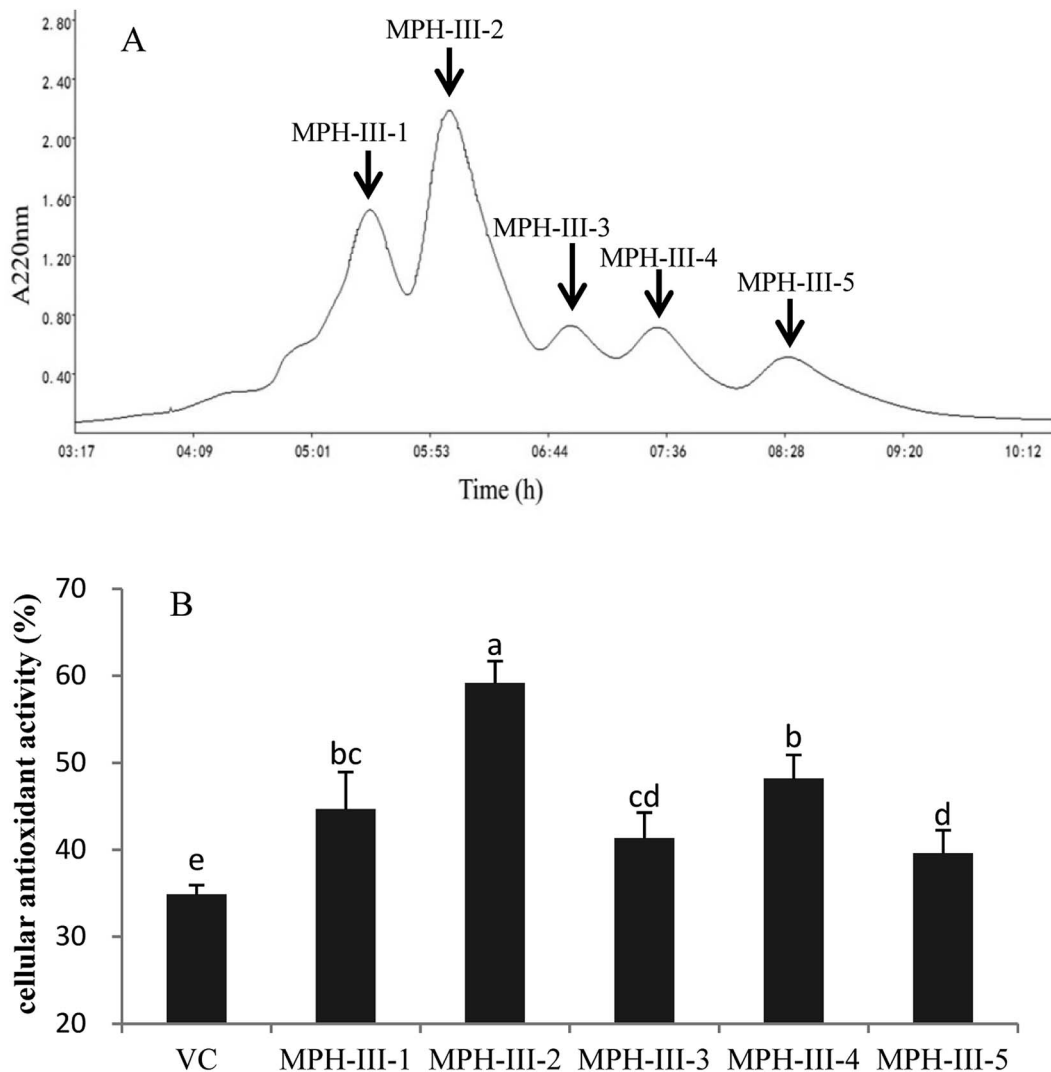 A
MPH-III-2
MPH-III-1
MPH-III-3
MPH-III-4
MPH-III-5
A220nm
2.80
2.40
2.00
1.60
1.20
0.80
0.40
03:17 04:09 05:01 05:53 06:44 07:36 08:28 09:20 10:12
Time (h)
B
cellular antioxidant activity (%)
70
60
50
40
30
20
e bc a cd b d
VC MPH-III-1 MPH-III-2 MPH-III-3 MPH-III-4 MPH-III-5